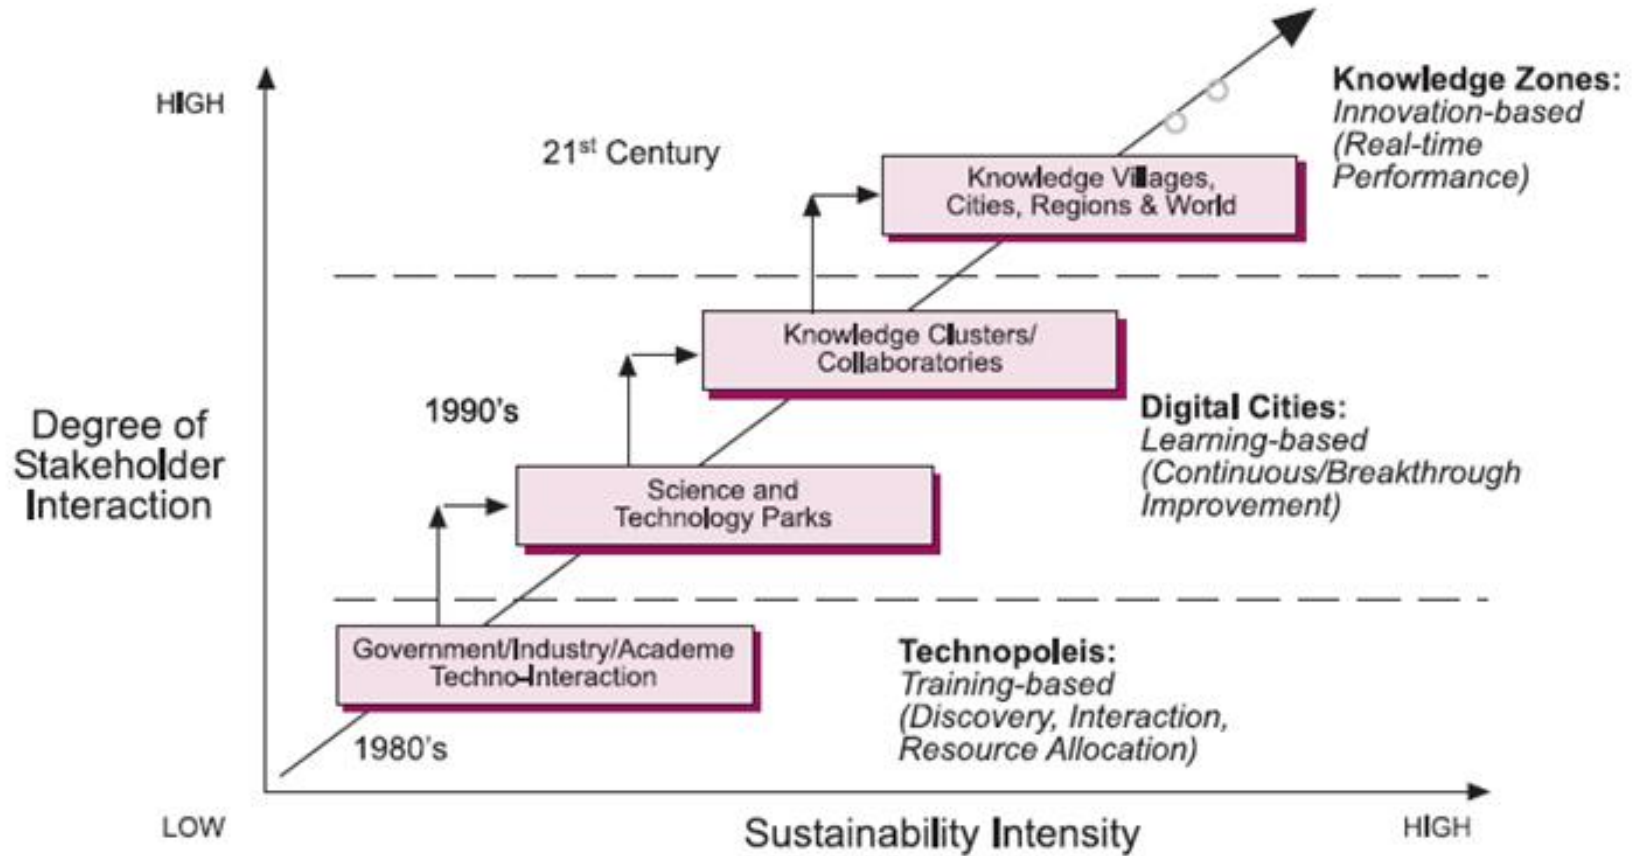 HIGH
21st Century
Knowledge Zones:
Innovation-based
(Real-time
Performance)
Knowledge Villages,
Cities, Regions & World
Knowledge Clusters/
Collaboratories
1990's
Degree of
Stakeholder
Interaction
Digital Cities:
Learning-based
(Continuous/Breakthrough
Improvement)
Science and
Technology Parks
Government/Industry/Academe
Techno-Interaction
1980's
Technopoleis:
Training-based
(Discovery, Interaction,
Resource Allocation)
LOW
Sustainability Intensity
HIGH